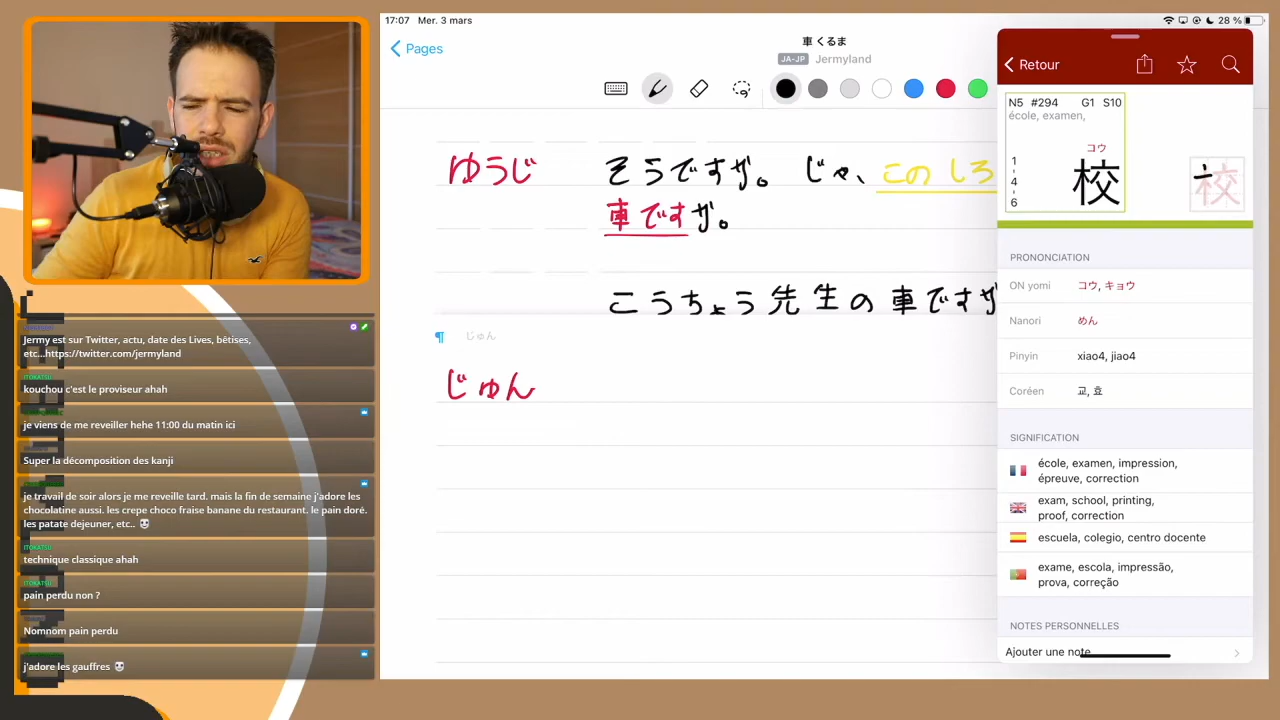 17:07 Mer. 3 mars
28 %
Pages
車 くるま
JA-JP Jermyland
ゆうじ
そうですか。 じゃ、このしろ
車ですか。
こうちょう先生の車ですか
じゅん
じゅん
Retour
N5 #294 G1 S10
école, examen,
コウ
校
1-4-6
校
PRONONCIATION
ON yomi コウ, キョウ
Nanori めん
Pinyin xiao4, jiao4
Coréen 교, 효
SIGNIFICATION
école, examen, impression,
épreuve, correction
exam, school, printing,
proof, correction
escuela, colegio, centro docente
exame, escola, impressão,
prova, correção
NOTES PERSONNELLES
Ajouter une note
Jermy est sur Twitter, actu, date des Lives, bêtises,
etc...https://twitter.com/jermyland
ITOKATSU
kouchou c'est le proviseur ahah
je viens de me reveiller hehe 11:00 du matin ici
Super la décomposition des kanji
je travail de soir alors je me reveille tard. mais la fin de semaine j'adore les
chocolatine aussi. les crepe choco fraise banane du restaurant. le pain doré.
les patate dejeuner, etc..
ITOKATSU
technique classique ahah
ITOKATSU
pain perdu non ?
Nomnom pain perdu
j'adore les gauffres